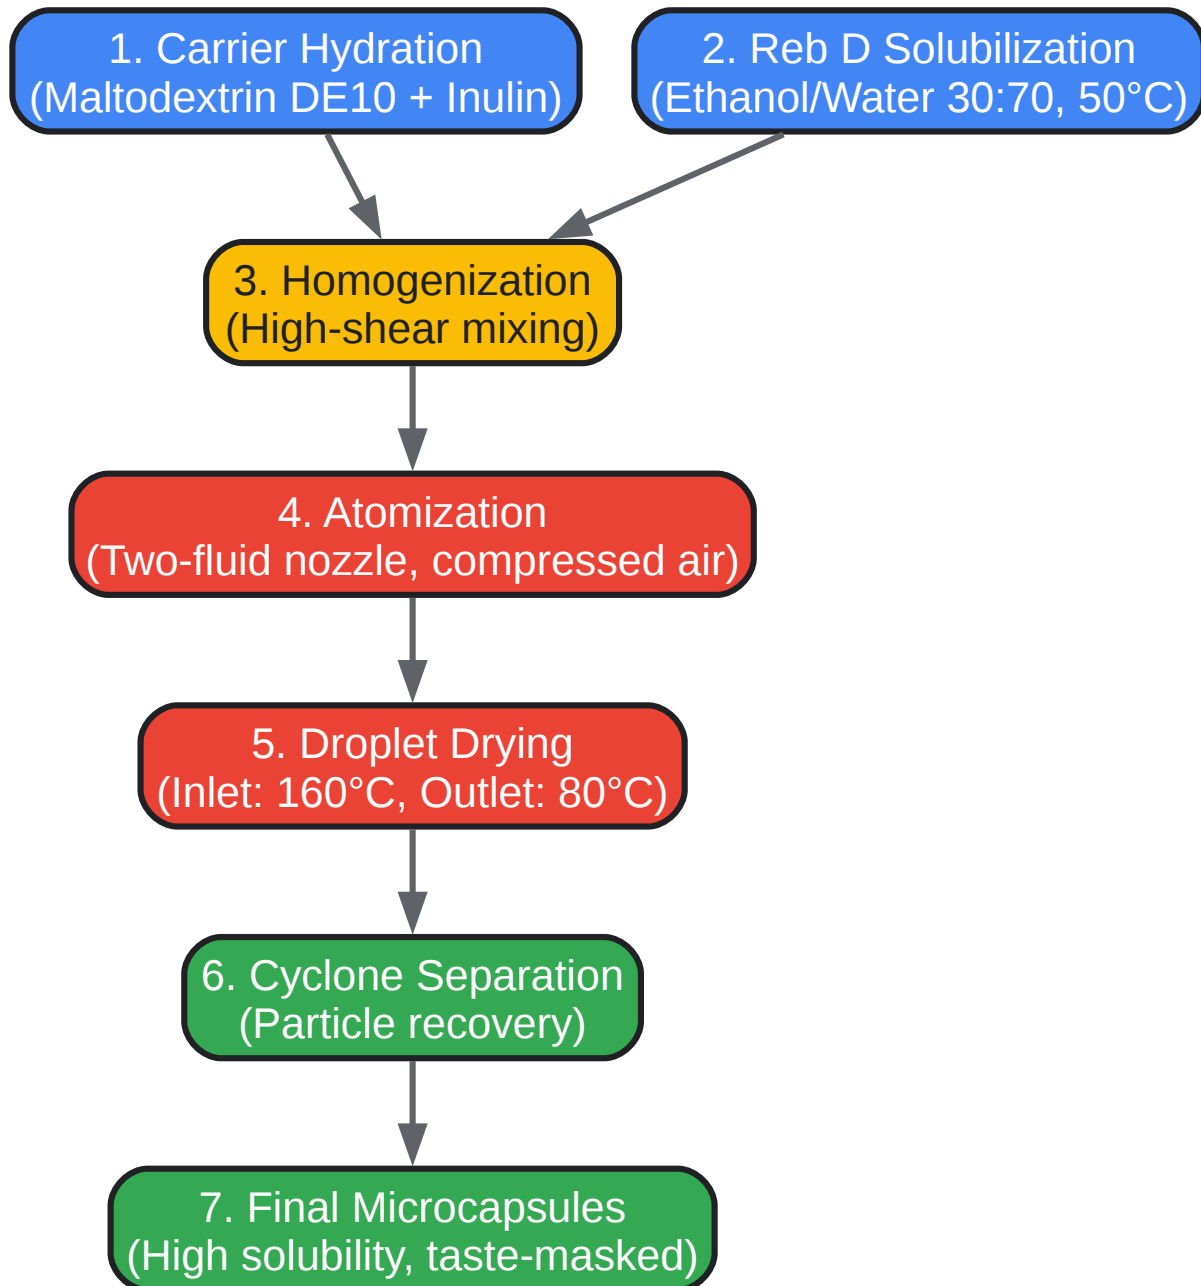 1. Carrier Hydration
(Maltodextrin DE10 + Inulin)
2. Reb D Solubilization
(Ethanol/Water 30:70, 50°C)
3. Homogenization
(High-shear mixing)
4. Atomization
(Two-fluid nozzle, compressed air)
5. Droplet Drying
(Inlet: 160°C, Outlet: 80°C)
6. Cyclone Separation
(Particle recovery)
7. Final Microcapsules
(High solubility, taste-masked)